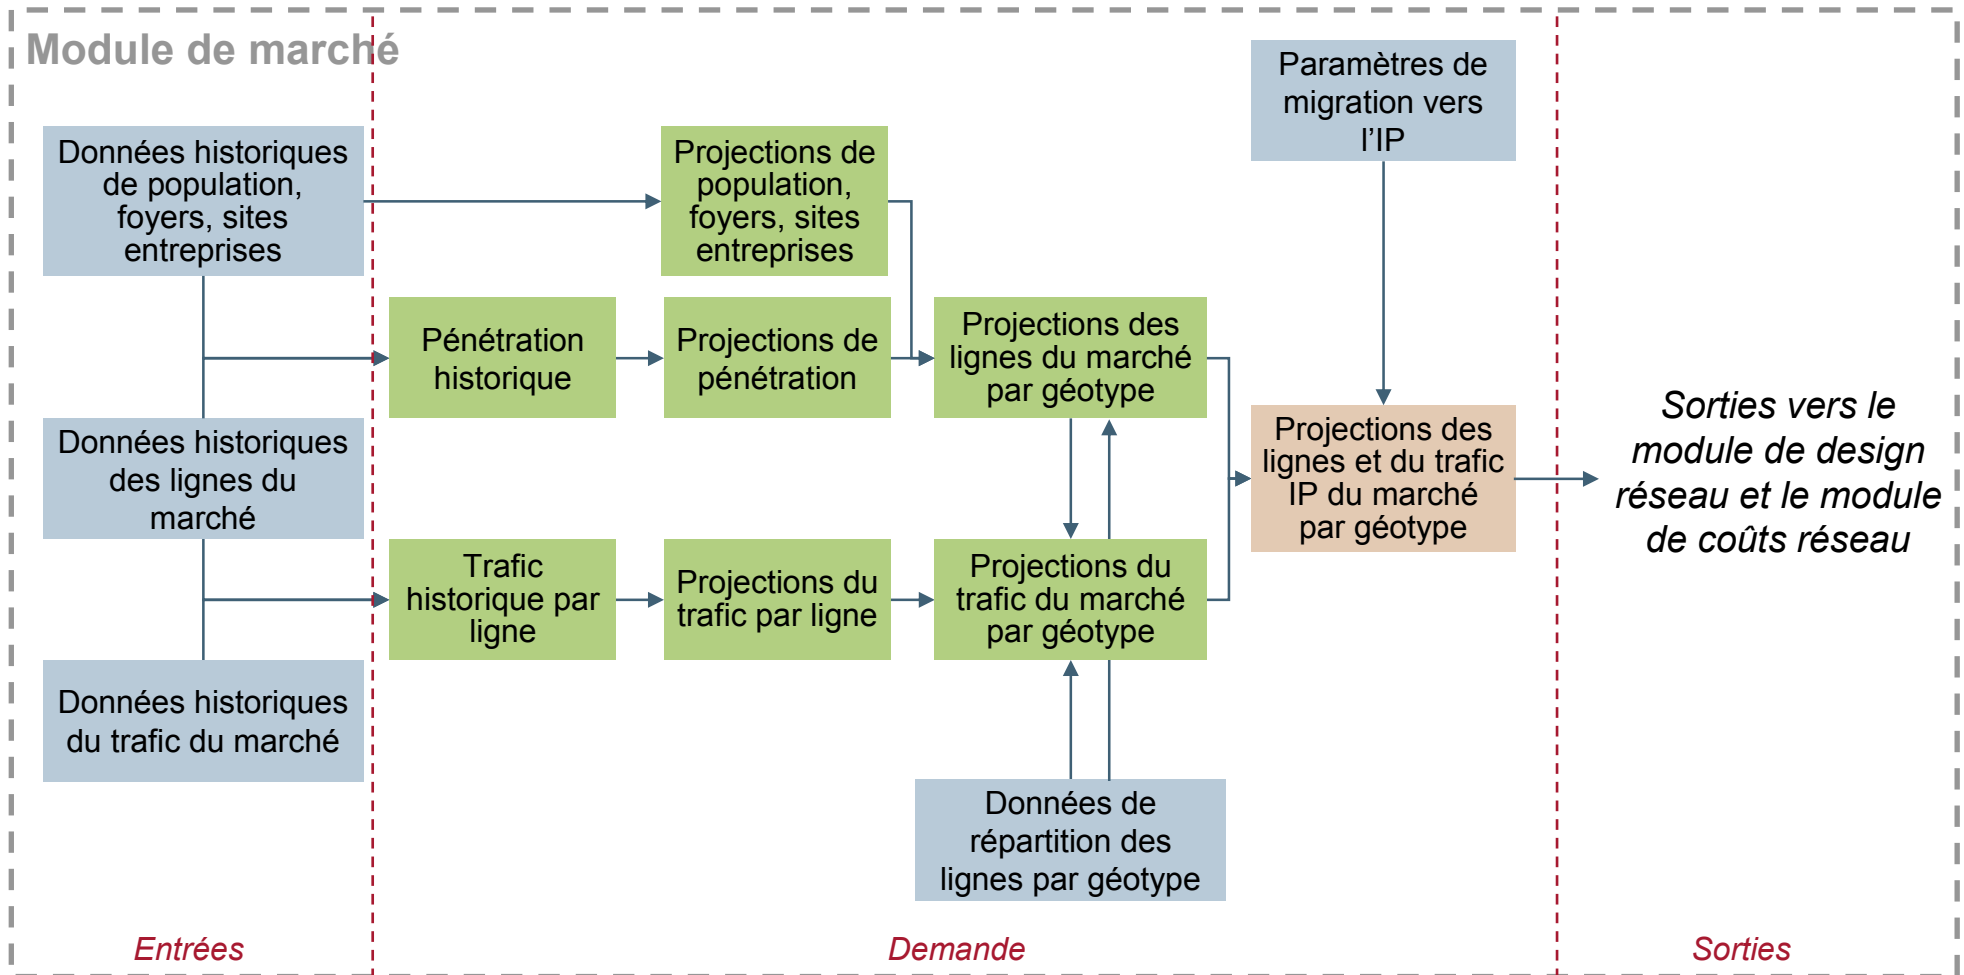 Module de marché
Données historiques
de population,
foyers, sites
entreprises
Projections de
population,
foyers, sites
entreprises
Paramètres de
migration vers
l’IP
Pénétration
historique
Projections de
pénétration
Projections des
lignes du marché
par géotype
Données historiques
des lignes du
marché
Projections des
lignes et du trafic
IP du marché
par géotype
Sorties vers le
module de design
réseau et le module
de coûts réseau
Trafic
historique par
ligne
Projections du
trafic par ligne
Projections du
trafic du marché
par géotype
Données historiques
du trafic du marché
Données de
répartition des
lignes par géotype
Entrées
Demande
Sorties